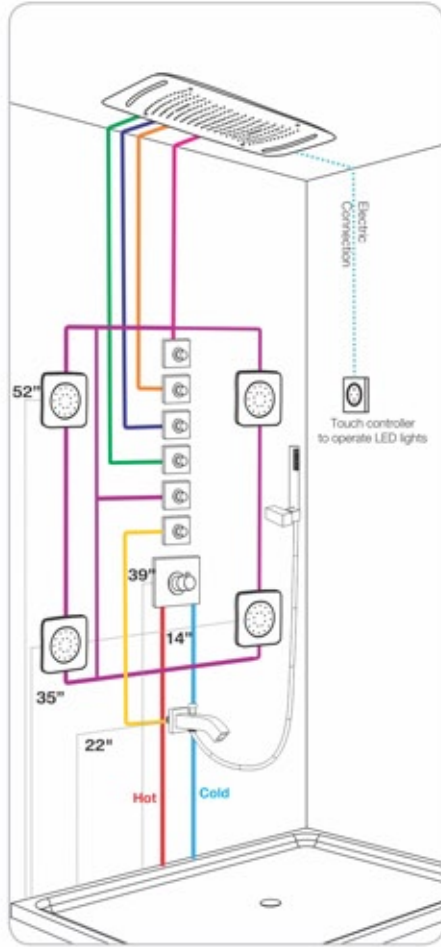 Electric
Connection
52"
Touch controller
to operate LED lights
39"
14"
35"
22"
Hot
Cold